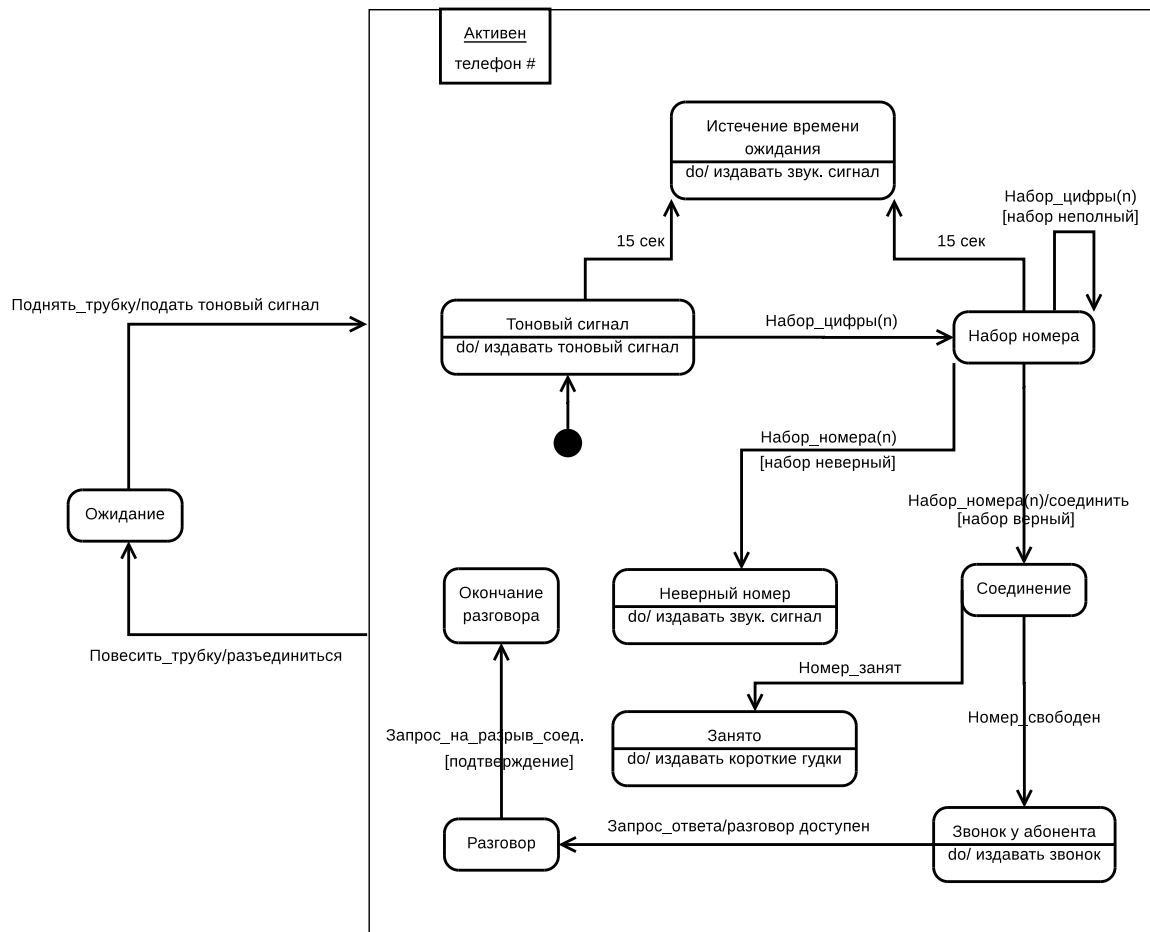 Активен
телефон #
Истечение времени
ожидания
do/ издавать звук. сигнал
Набор_цифры(n)
[набор неполный]
15 сек
15 сек
Поднять_трубку/подать тоновый сигнал
Тоновый сигнал
do/ издавать тоновый сигнал
Набор_цифры(n)
Набор номера
Набор_номера(n)
[набор неверный]
Набор_номера(n)/соединить
[набор верный]
Ожидание
Окончание
разговора
Неверный номер
do/ издавать звук. сигнал
Соединение
Повесить_трубку/разъединиться
Номер_занят
Номер_свободен
Запрос_на_разрыв_соед.
[подтверждение]
Занято
do/ издавать короткие гудки
Запрос_ответа/разговор доступен
Разговор
Звонок у абонента
do/ издавать звонок